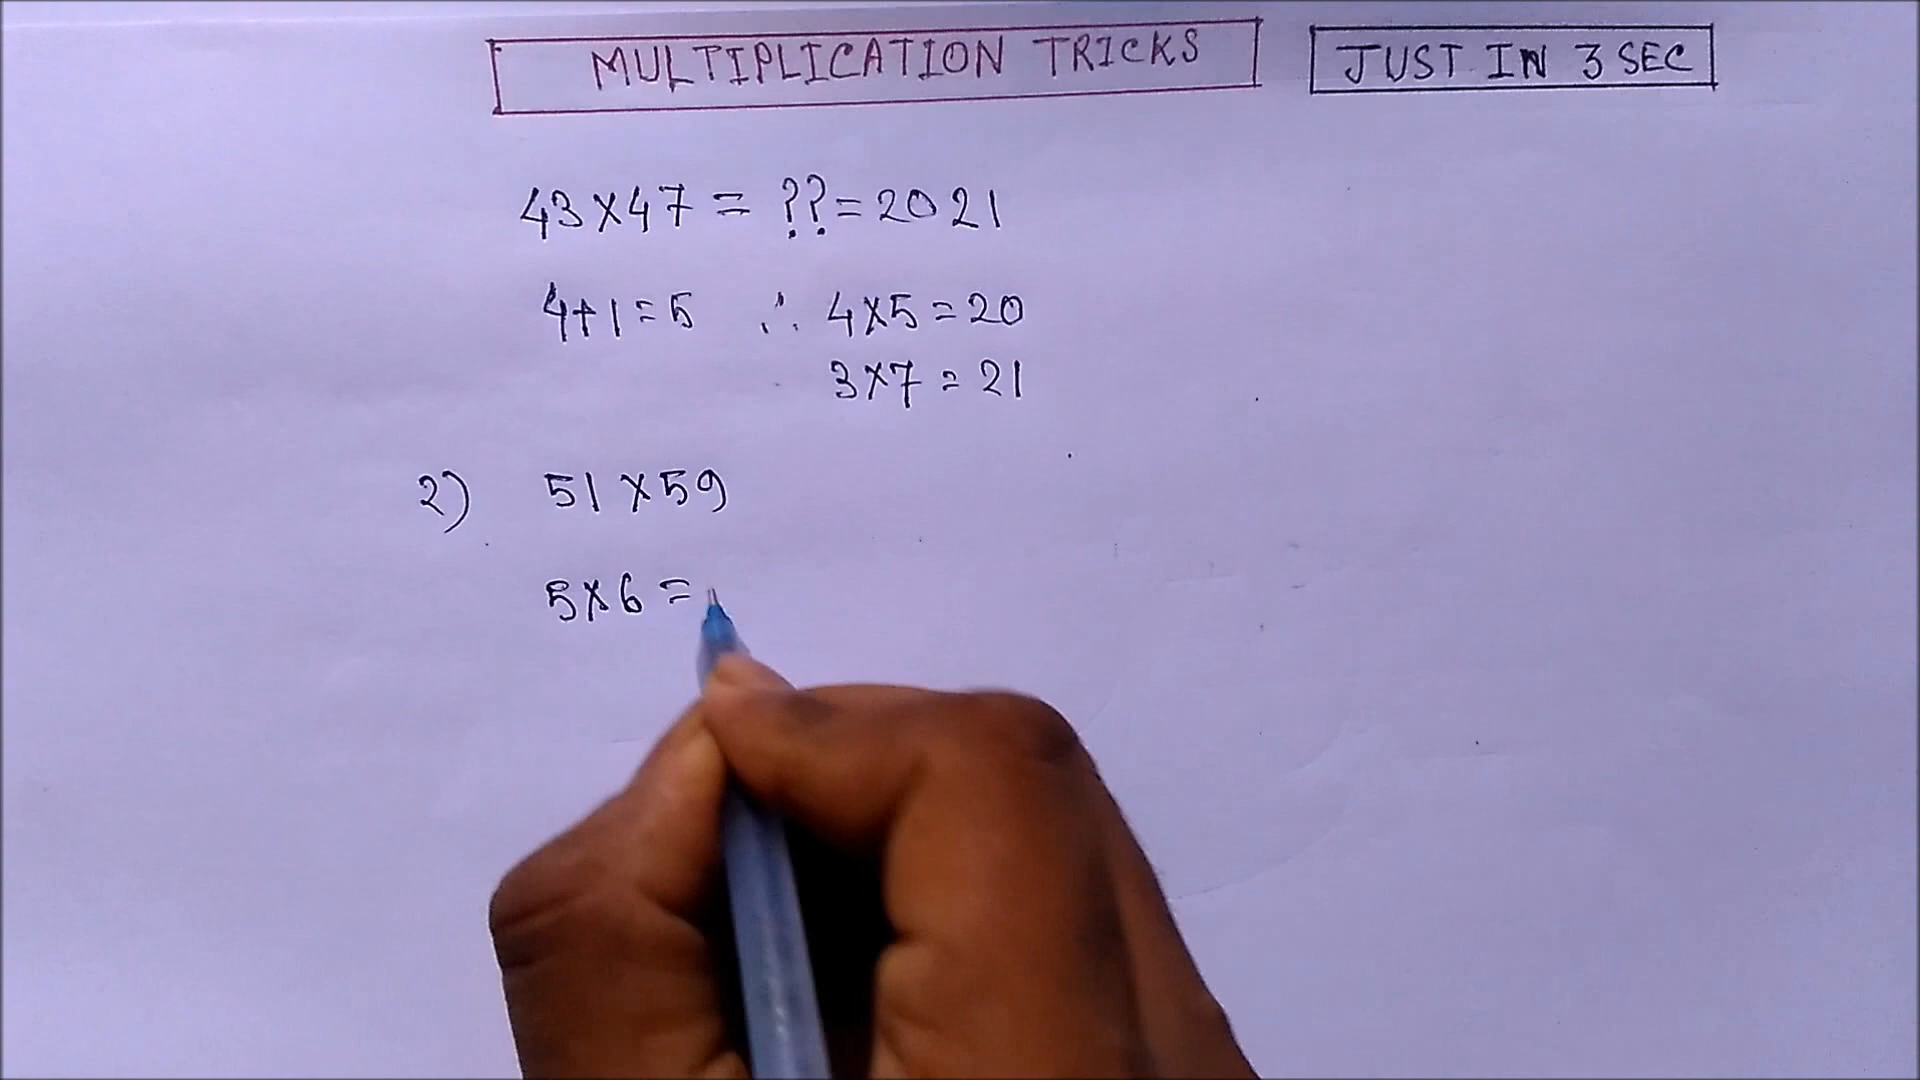 MULTIPLICATION TRICKS
JUST IN 3 SEC
43×47 = ??=2021
4+1=5 ∴ 4×5=20
3×7=21
2) 51×59
5×6=